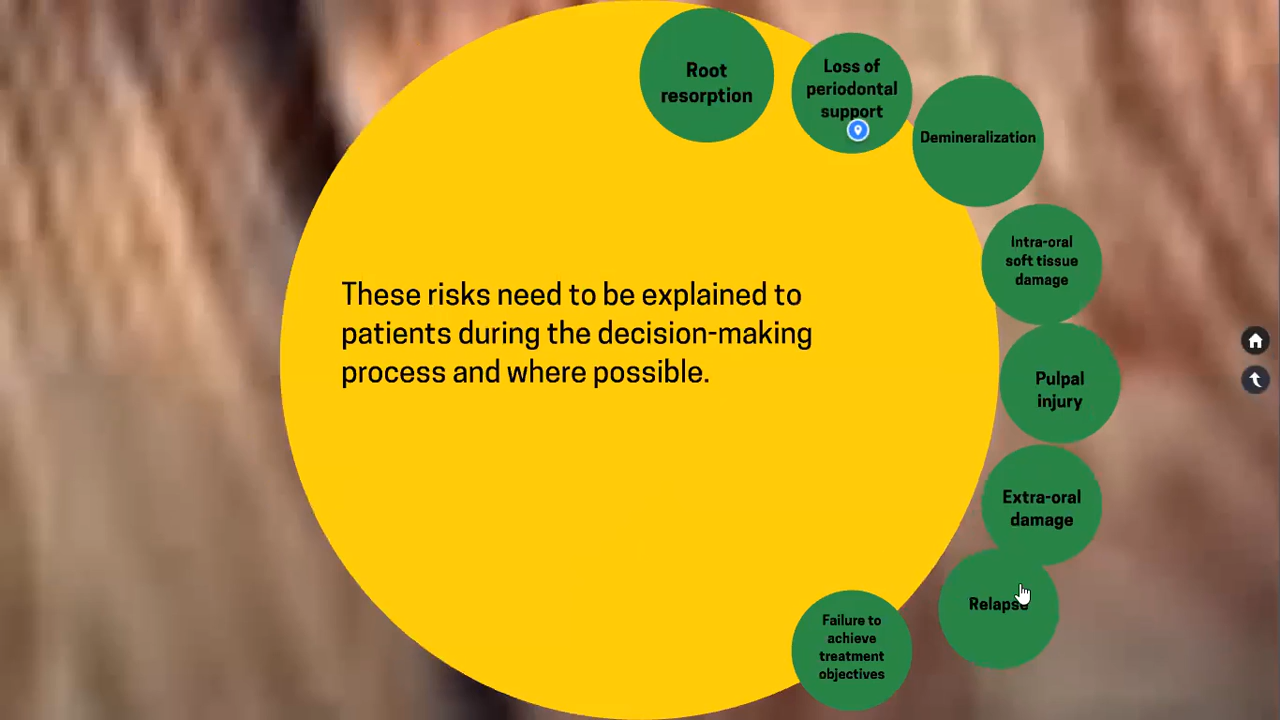 Root
resorption
Loss of
periodontal
support
Demineralization
Intra-oral
soft tissue
damage
These risks need to be explained to
patients during the decision-making
process and where possible.
Pulpal
injury
Extra-oral
damage
Relapse
Failure to
achieve
treatment
objectives